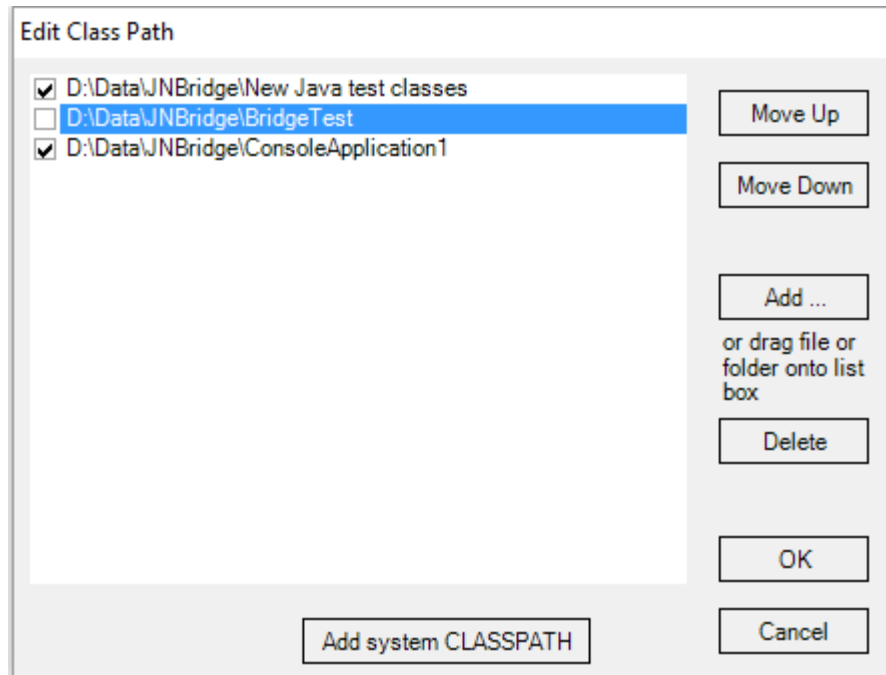 Edit Class Path
D:\Data\JNBridge\New Java test classes
D:\Data\JNBridge\BridgeTest
D:\Data\JNBridge\ConsoleApplication1
Move Up
Move Down
Add ...
or drag file or
folder onto list
box
Delete
OK
Cancel
Add system CLASSPATH